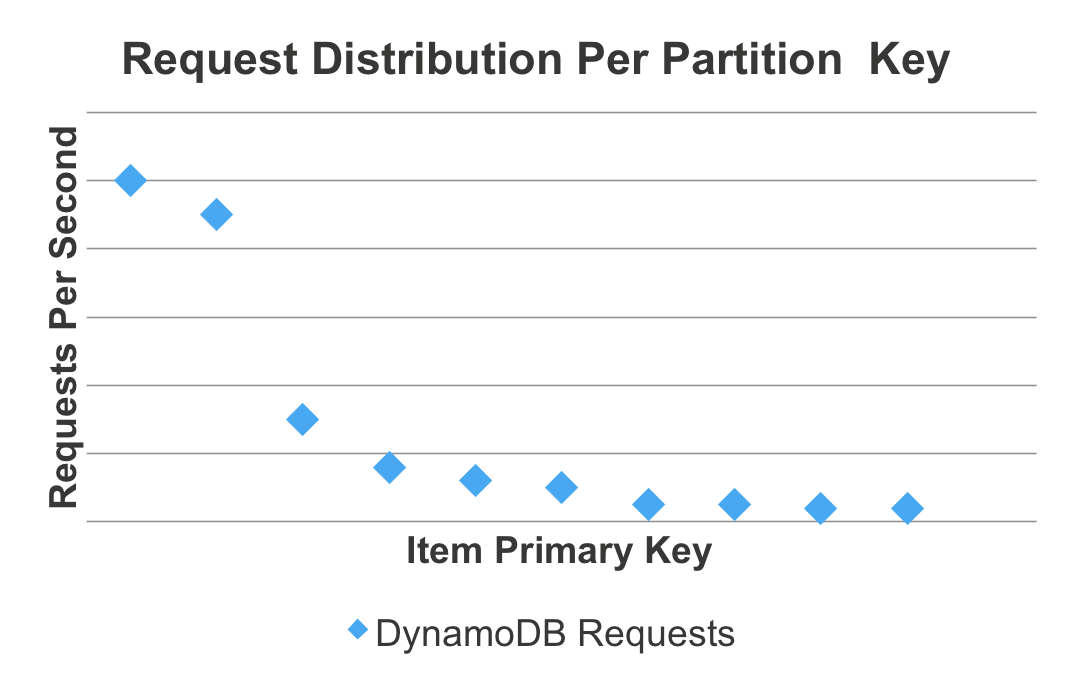 Request Distribution Per Partition  Key
Requests Per Second
Item Primary Key
DynamoDB Requests